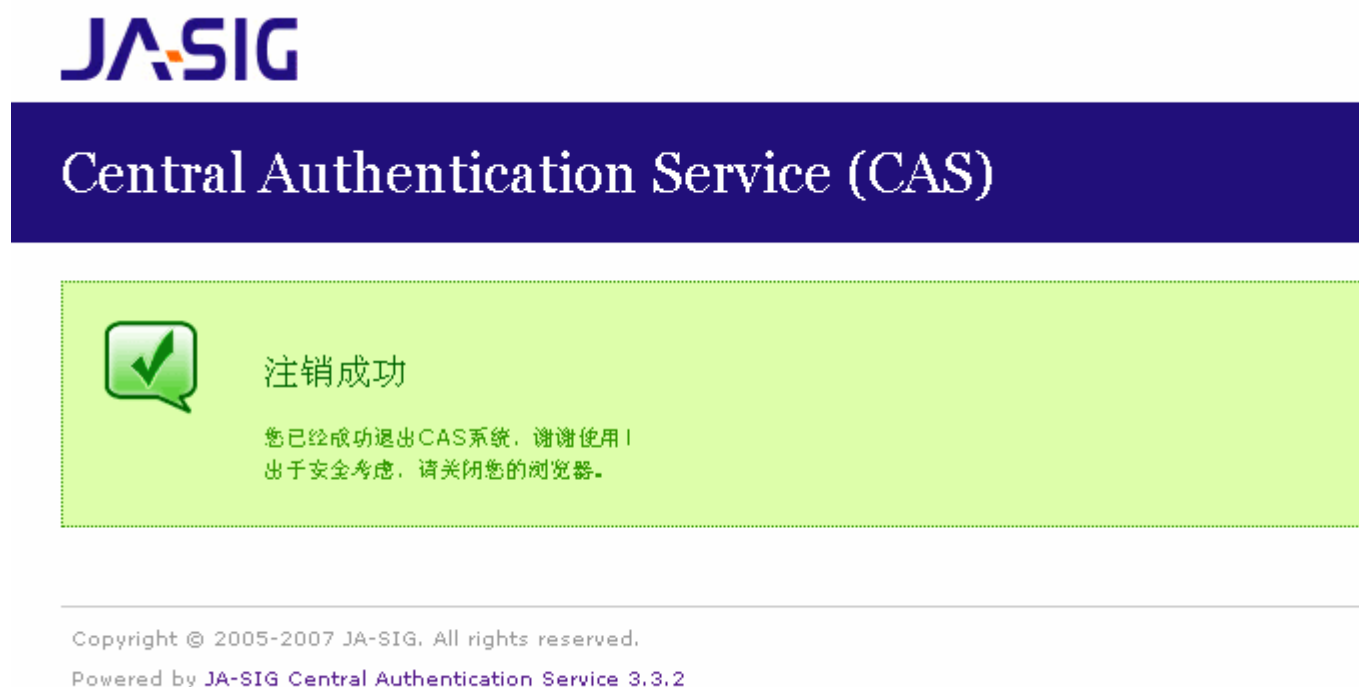 JA-SIG
Central Authentication Service (CAS)
注销成功
您已经成功退出CAS系统，谢谢使用！
出于安全考虑，请关闭您的浏览器。
Copyright © 2005-2007 JA-SIG. All rights reserved.
Powered by JA-SIG Central Authentication Service 3.3.2